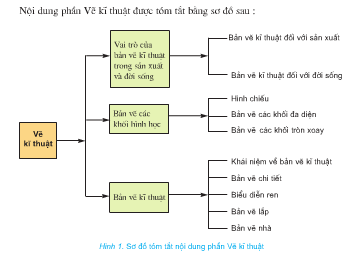 Nội dung phần Vẽ kĩ thuật được tóm tắt bằng sơ đồ sau :
Vẽ
kĩ thuật
Vai trò của
bản vẽ kĩ thuật
trong sản xuất
và đời sống
Bản vẽ kĩ thuật đối với sản xuất
Bản vẽ kĩ thuật đối với đời sống
Bản vẽ các
khối hình học
Hình chiếu
Bản vẽ các khối đa diện
Bản vẽ các khối tròn xoay
Bản vẽ kĩ thuật
Khái niệm về bản vẽ kĩ thuật
Bản vẽ chi tiết
Biểu diễn ren
Bản vẽ lắp
Bản vẽ nhà
Hình 1. Sơ đồ tóm tắt nội dung phần Vẽ kĩ thuật